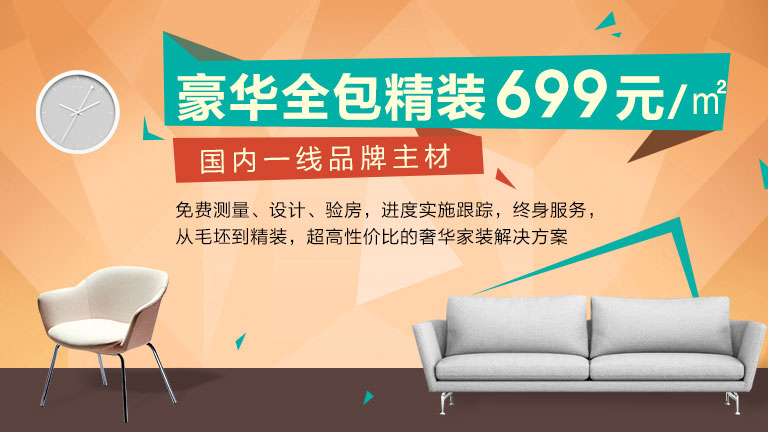 豪华全包精装699元/㎡
国内一线品牌主材
免费测量、设计、验房，进度实施跟踪，终身服务，
从毛坯到精装，超高性价比的奢华家装解决方案